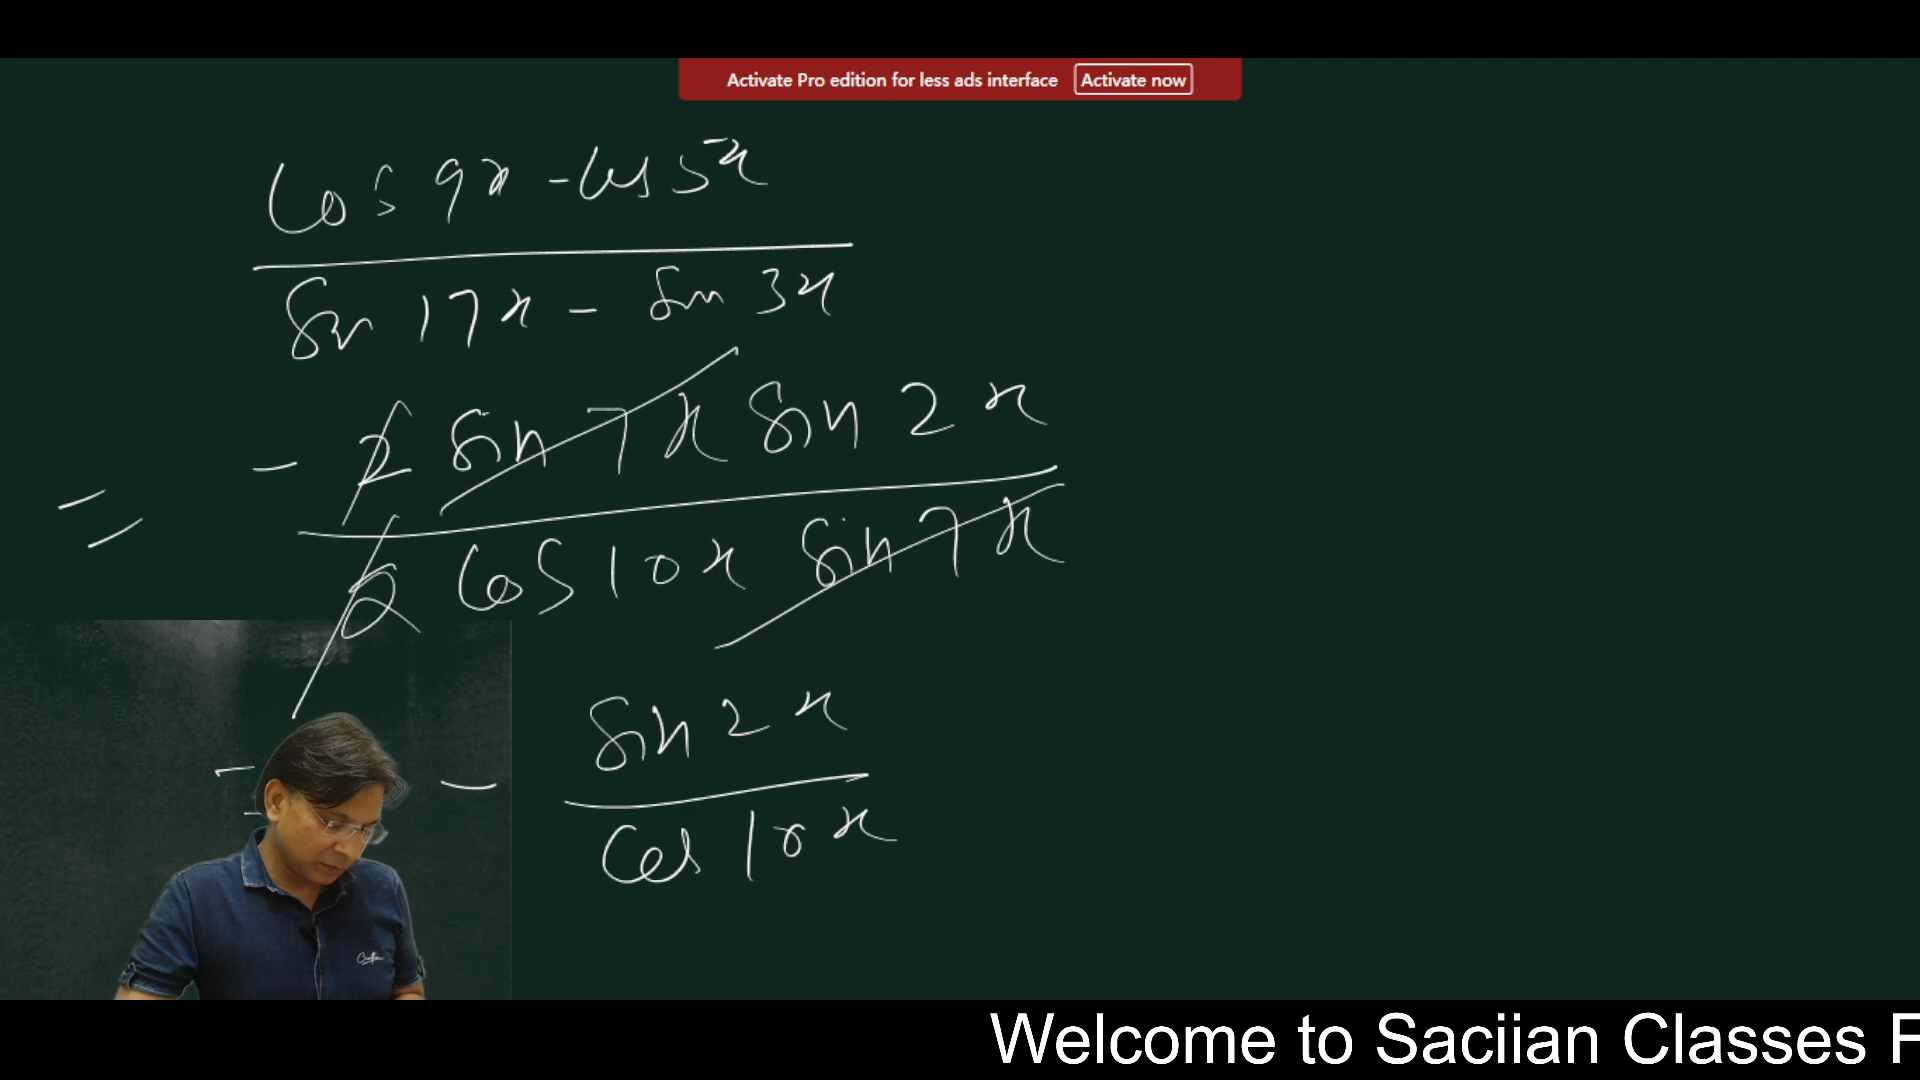 Activate Pro edition for less ads interface Activate now
Cos 9x - Cos 5x
Sin 17x - Sin 3x
= - 2 Sin 7x Sin 2x
2 Cos 10x Sin 7x
= - Sin 2x
Cos 10x
Welcome to Saciian Classes F